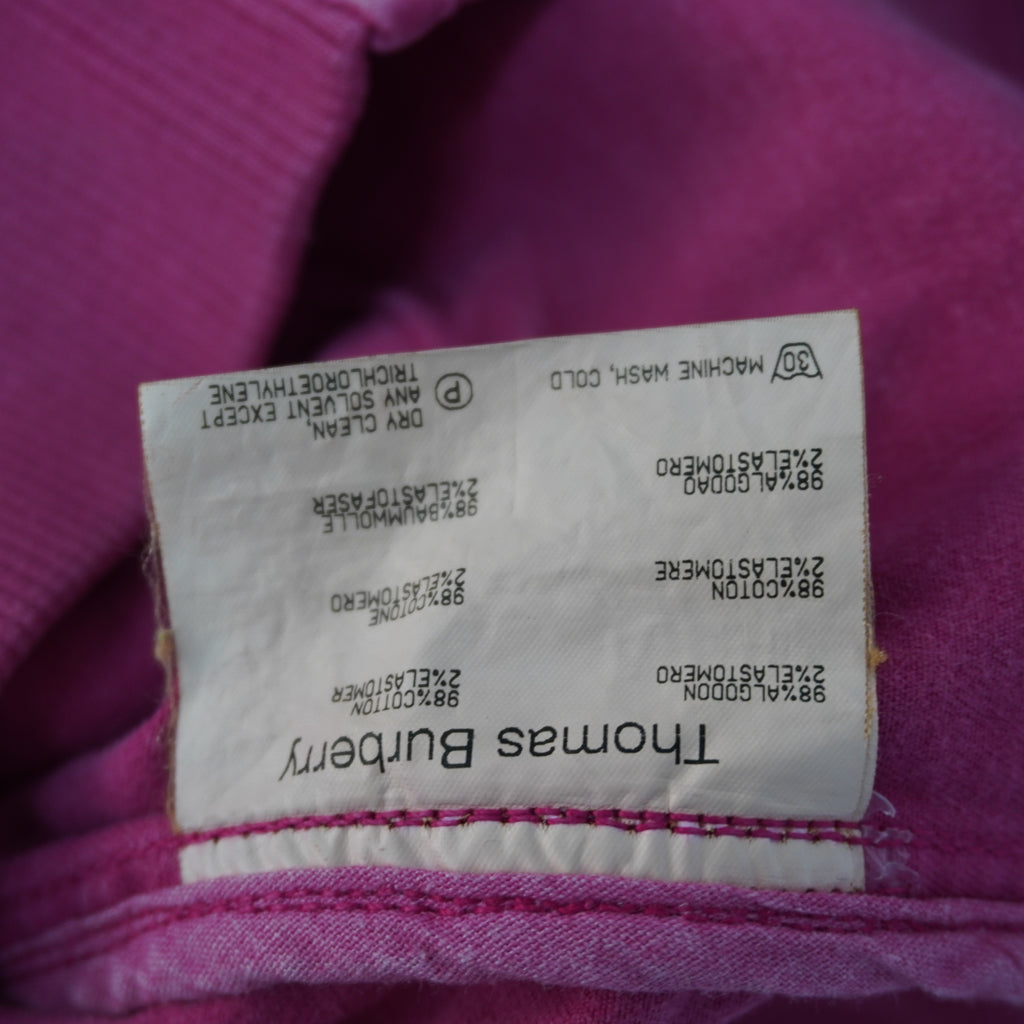 Thomas Burberry
98%ALGODON
2%ELASTOMERO
98%COTTON
2%ELASTOMER
98%COTON
2%ELASTOMERE
98%COTONE
2%ELASTOMERO
98%ALGODAO
2%ELASTOMERO
98%BAUMWOLLE
2%ELASTOFASER
30 MACHINE WASH, COLD
P DRY CLEAN,
ANY SOLVENT EXCEPT
TRICHLOROETHYLENE